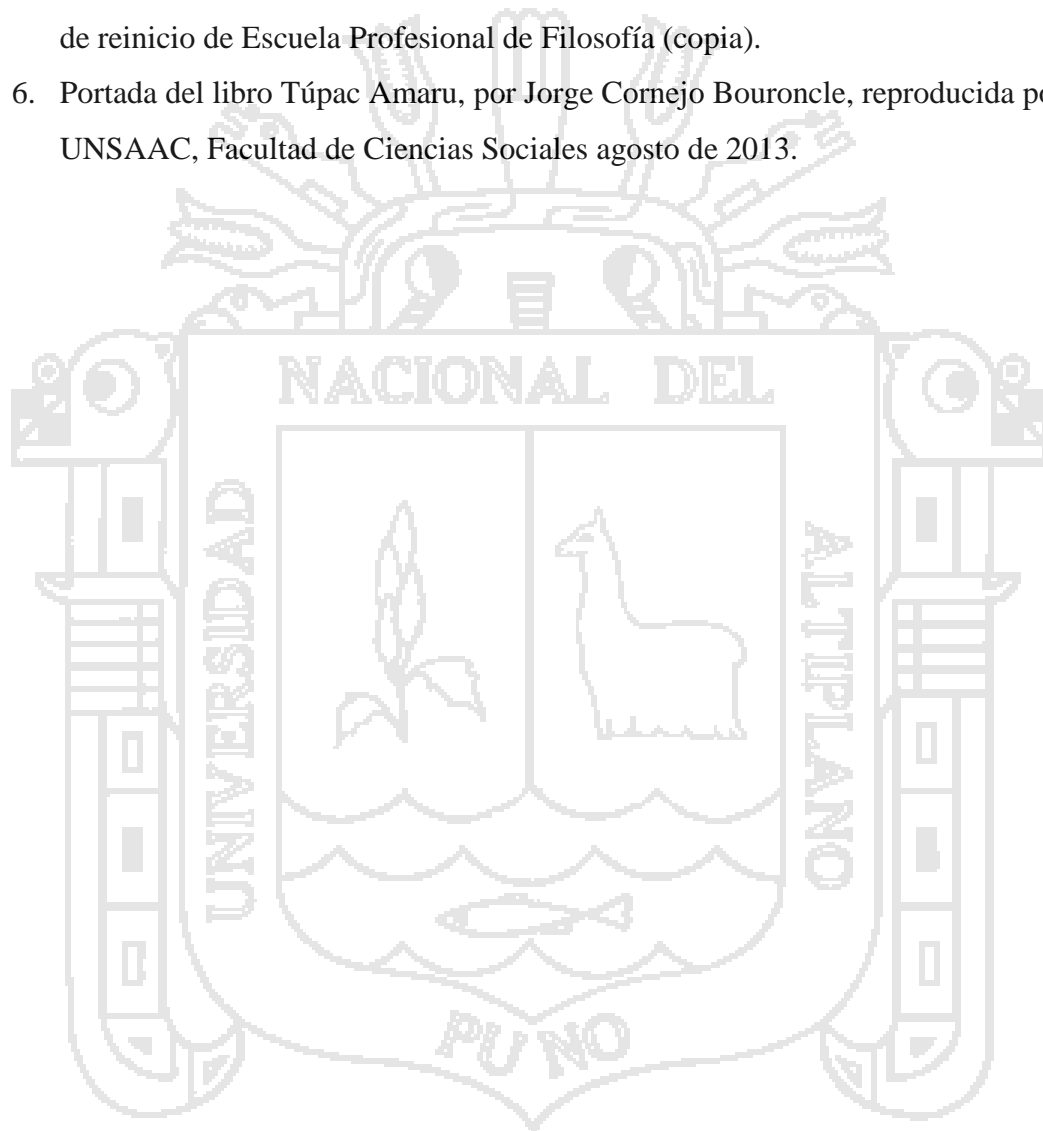 de reinicio de Escuela Profesional de Filosofía (copia).
6. Portada del libro Túpac Amaru, por Jorge Cornejo Bouroncle, reproducida
UNSAAC, Facultad de Ciencias Sociales agosto de 2013.
NACIONAL DEL
UNIVERSIDAD
ALTIPLANO
PUNO